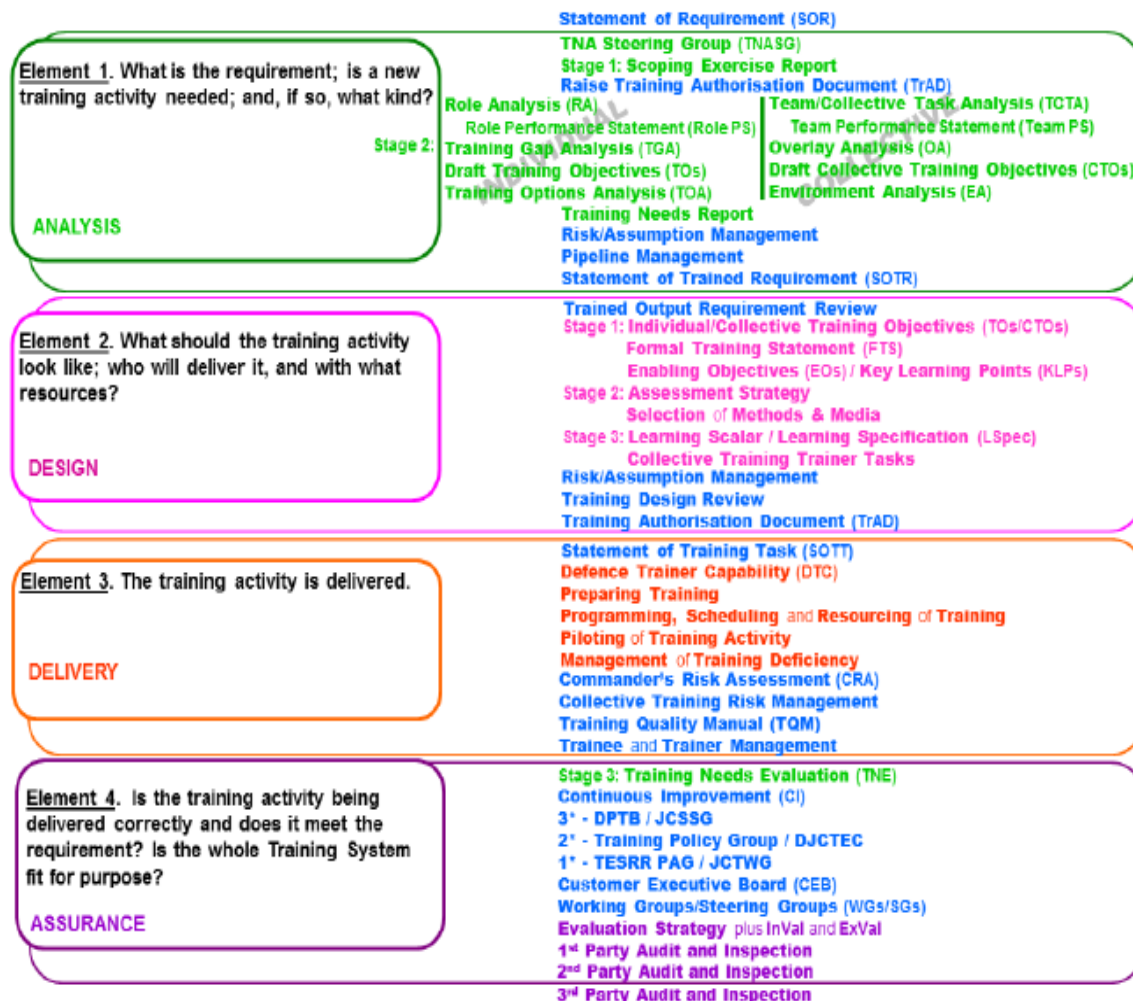 Statement of Requirement (SOR)
Element 1. What is the requirement; is a new
training activity needed; and, if so, what kind?
ANALYSIS
TNA Steering Group (TNASG)
Stage 1: Scoping Exercise Report
Raise Training Authorisation Document (TrAD)
Stage 2:
INDIVIDUAL
Role Analysis (RA)
Role Performance Statement (Role PS)
Training Gap Analysis (TGA)
Draft Training Objectives (TOs)
Training Options Analysis (TOA)
COLLECTIVE
Team/Collective Task Analysis (TCTA)
Team Performance Statement (Team PS)
Overlay Analysis (OA)
Draft Collective Training Objectives (CTOs)
Environment Analysis (EA)
Training Needs Report
Risk/Assumption Management
Pipeline Management
Statement of Trained Requirement (SOTR)
Element 2. What should the training activity
look like; who will deliver it, and with what
resources?
DESIGN
Trained Output Requirement Review
Stage 1: Individual/Collective Training Objectives (TOs/CTOs)
Formal Training Statement (FTS)
Enabling Objectives (EOs) / Key Learning Points (KLPs)
Stage 2: Assessment Strategy
Selection of Methods & Media
Stage 3: Learning Scalar / Learning Specification (LSpec)
Collective Training Trainer Tasks
Risk/Assumption Management
Training Design Review
Training Authorisation Document (TrAD)
Element 3. The training activity is delivered.
DELIVERY
Statement of Training Task (SOTT)
Defence Trainer Capability (DTC)
Preparing Training
Programming, Scheduling and Resourcing of Training
Piloting of Training Activity
Management of Training Deficiency
Commander's Risk Assessment (CRA)
Collective Training Risk Management
Training Quality Manual (TQM)
Trainee and Trainer Management
Element 4. Is the training activity being
delivered correctly and does it meet the
requirement? Is the whole Training System
fit for purpose?
ASSURANCE
Stage 3: Training Needs Evaluation (TNE)
Continuous Improvement (CI)
3* - DPTB / JCSSG
2* - Training Policy Group / DJCTEC
1* - TESRR PAG / JCTWG
Customer Executive Board (CEB)
Working Groups/Steering Groups (WGs/SGs)
Evaluation Strategy plus InVal and ExVal
1st Party Audit and Inspection
2nd Party Audit and Inspection
3rd Party Audit and Inspection